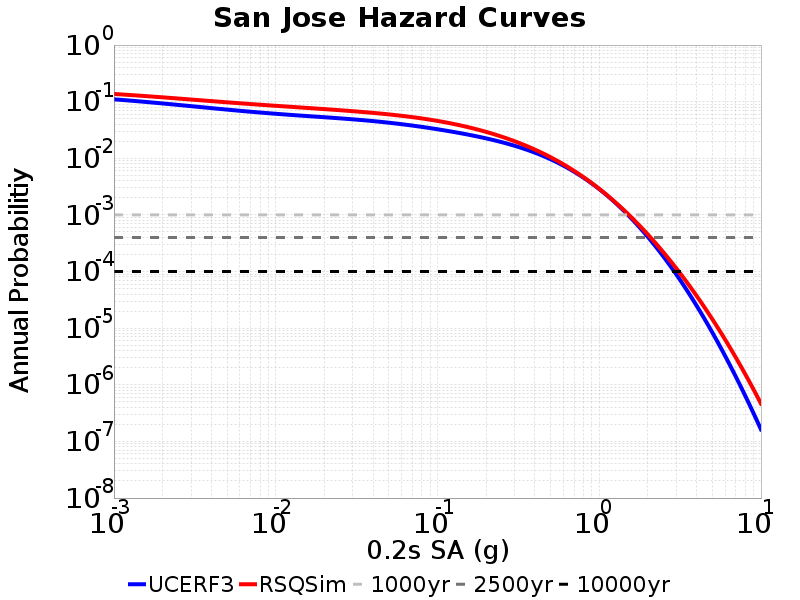 San Jose Hazard Curves
10^0
10^-1
10^-2
10^-3
10^-4
10^-5
10^-6
10^-7
10^-8
Annual Probabilitiy
10^-3 10^-2 10^-1 10^0 10^1
0.2s SA (g)
UCERF3 RSQSim 1000yr 2500yr 10000yr